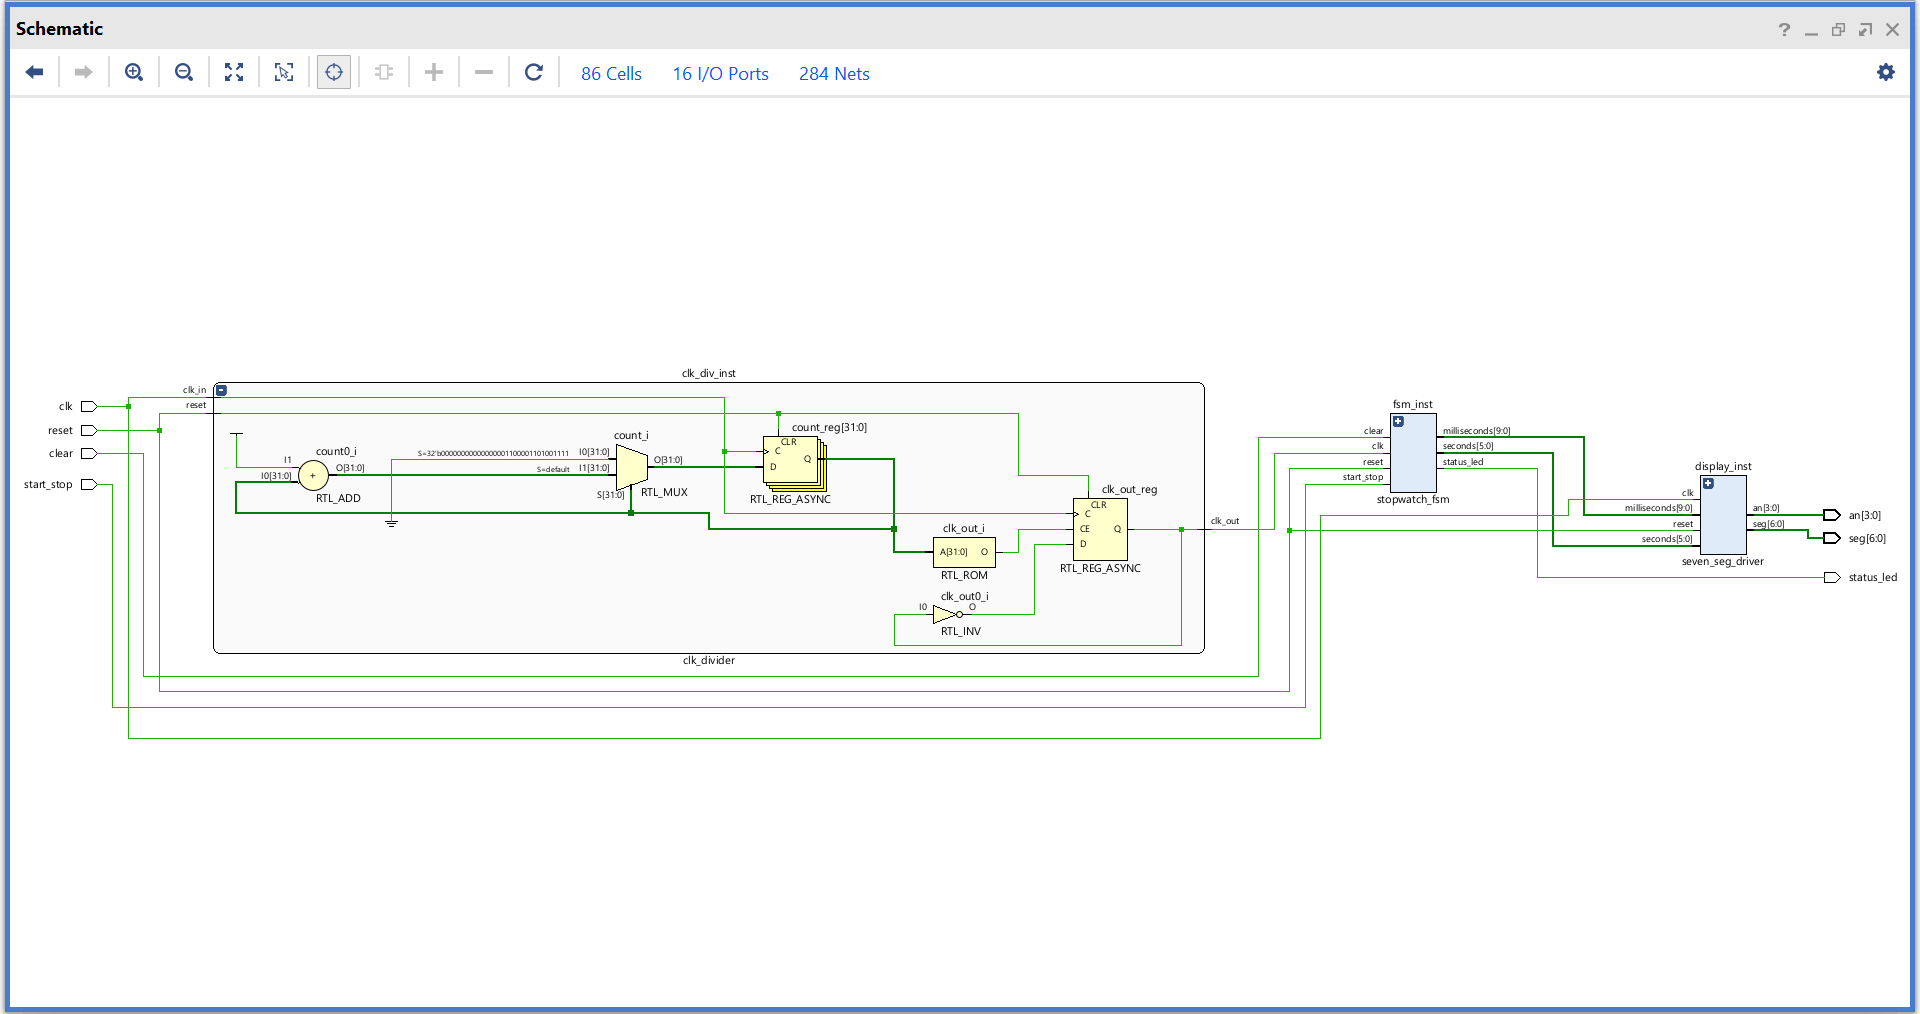 Schematic
86 Cells 16 I/O Ports 284 Nets
clk_div_inst
clk_in
reset
clk
reset
clear
start_stop
count0_i
I1
I0[31:0]
+
O[31:0]
RTL_ADD
count_i
I0[31:0]
S=default
I1[31:0]
S[31:0]
O[31:0]
RTL_MUX
count_reg[31:0]
CLR
C
Q
D
RTL_REG_ASYNC
clk_out_i
A[31:0] O
RTL_ROM
clk_out0_i
I0 O
RTL_INV
clk_out_reg
CLR
C
CE Q
D
RTL_REG_ASYNC
clk_out
clk_divider
fsm_inst
clear
clk
reset
start_stop
milliseconds[9:0]
seconds[5:0]
status_led
stopwatch_fsm
display_inst
clk
milliseconds[9:0]
reset
seconds[5:0]
an[3:0]
seg[6:0]
seven_seg_driver
an[3:0]
seg[6:0]
status_led